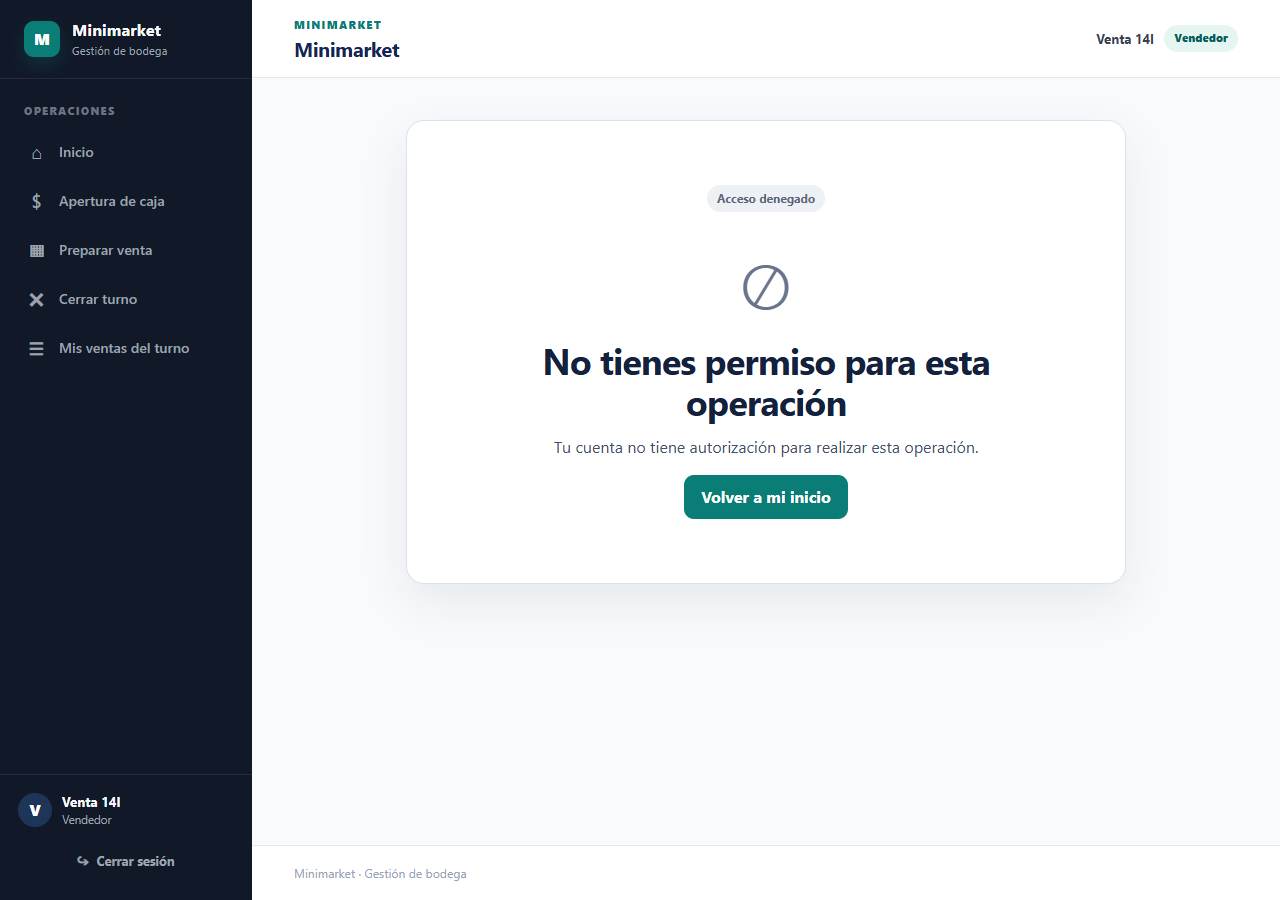 M
Minimarket
Gestión de bodega
OPERACIONES
Inicio
$ Apertura de caja
Preparar venta
Cerrar turno
Mis ventas del turno
V
Venta 14I
Vendedor
Cerrar sesión
MINIMARKET
Minimarket
Venta 14I Vendedor
Acceso denegado
No tienes permiso para esta
operación
Tu cuenta no tiene autorización para realizar esta operación.
Volver a mi inicio
Minimarket · Gestión de bodega